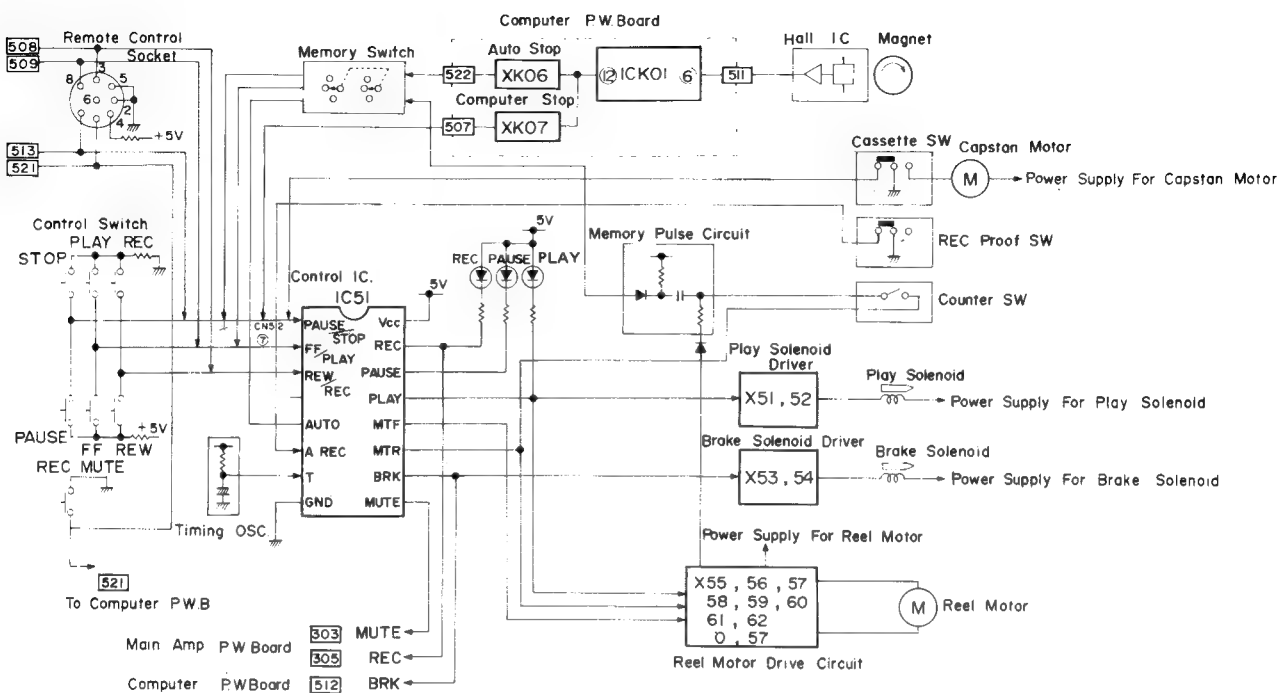 Computer P.W.Board
508
509
Remote Control
Socket
8
3
5
6
2
4
+5V
513
521
Memory Switch
522
Auto Stop
XK06
Computer Stop
507
XK07
12 ICK01 6
511
Hall IC
Magnet
Cassette SW
Capstan Motor
M
Power Supply For Capstan Motor
REC Proof SW
Counter SW
Control Switch
STOP
PLAY REC
PAUSE
FF REW
+5V
REC MUTE
521
To Computer P.W.B
Timing OSC
Control IC.
IC51
CN512
7
PAUSE/STOP
FF/PLAY
REW/REC
AUTO
A REC
T
GND
Vcc
REC
PAUSE
PLAY
MTF
MTR
BRK
MUTE
5V
REC PAUSE PLAY
5V
Memory Pulse Circuit
Play Solenoid
Driver
X51, 52
Play Solenoid
Power Supply For Play Solenoid
Brake Solenoid Driver
X53, 54
Brake Solenoid
Power Supply For Brake Solenoid
Power Supply For Reel Motor
X55, 56, 57
58, 59, 60
61, 62
0, 57
Reel Motor Drive Circuit
M
Reel Motor
Main Amp P.W.Board
303 MUTE
305 REC
Computer P.W.Board
512 BRK